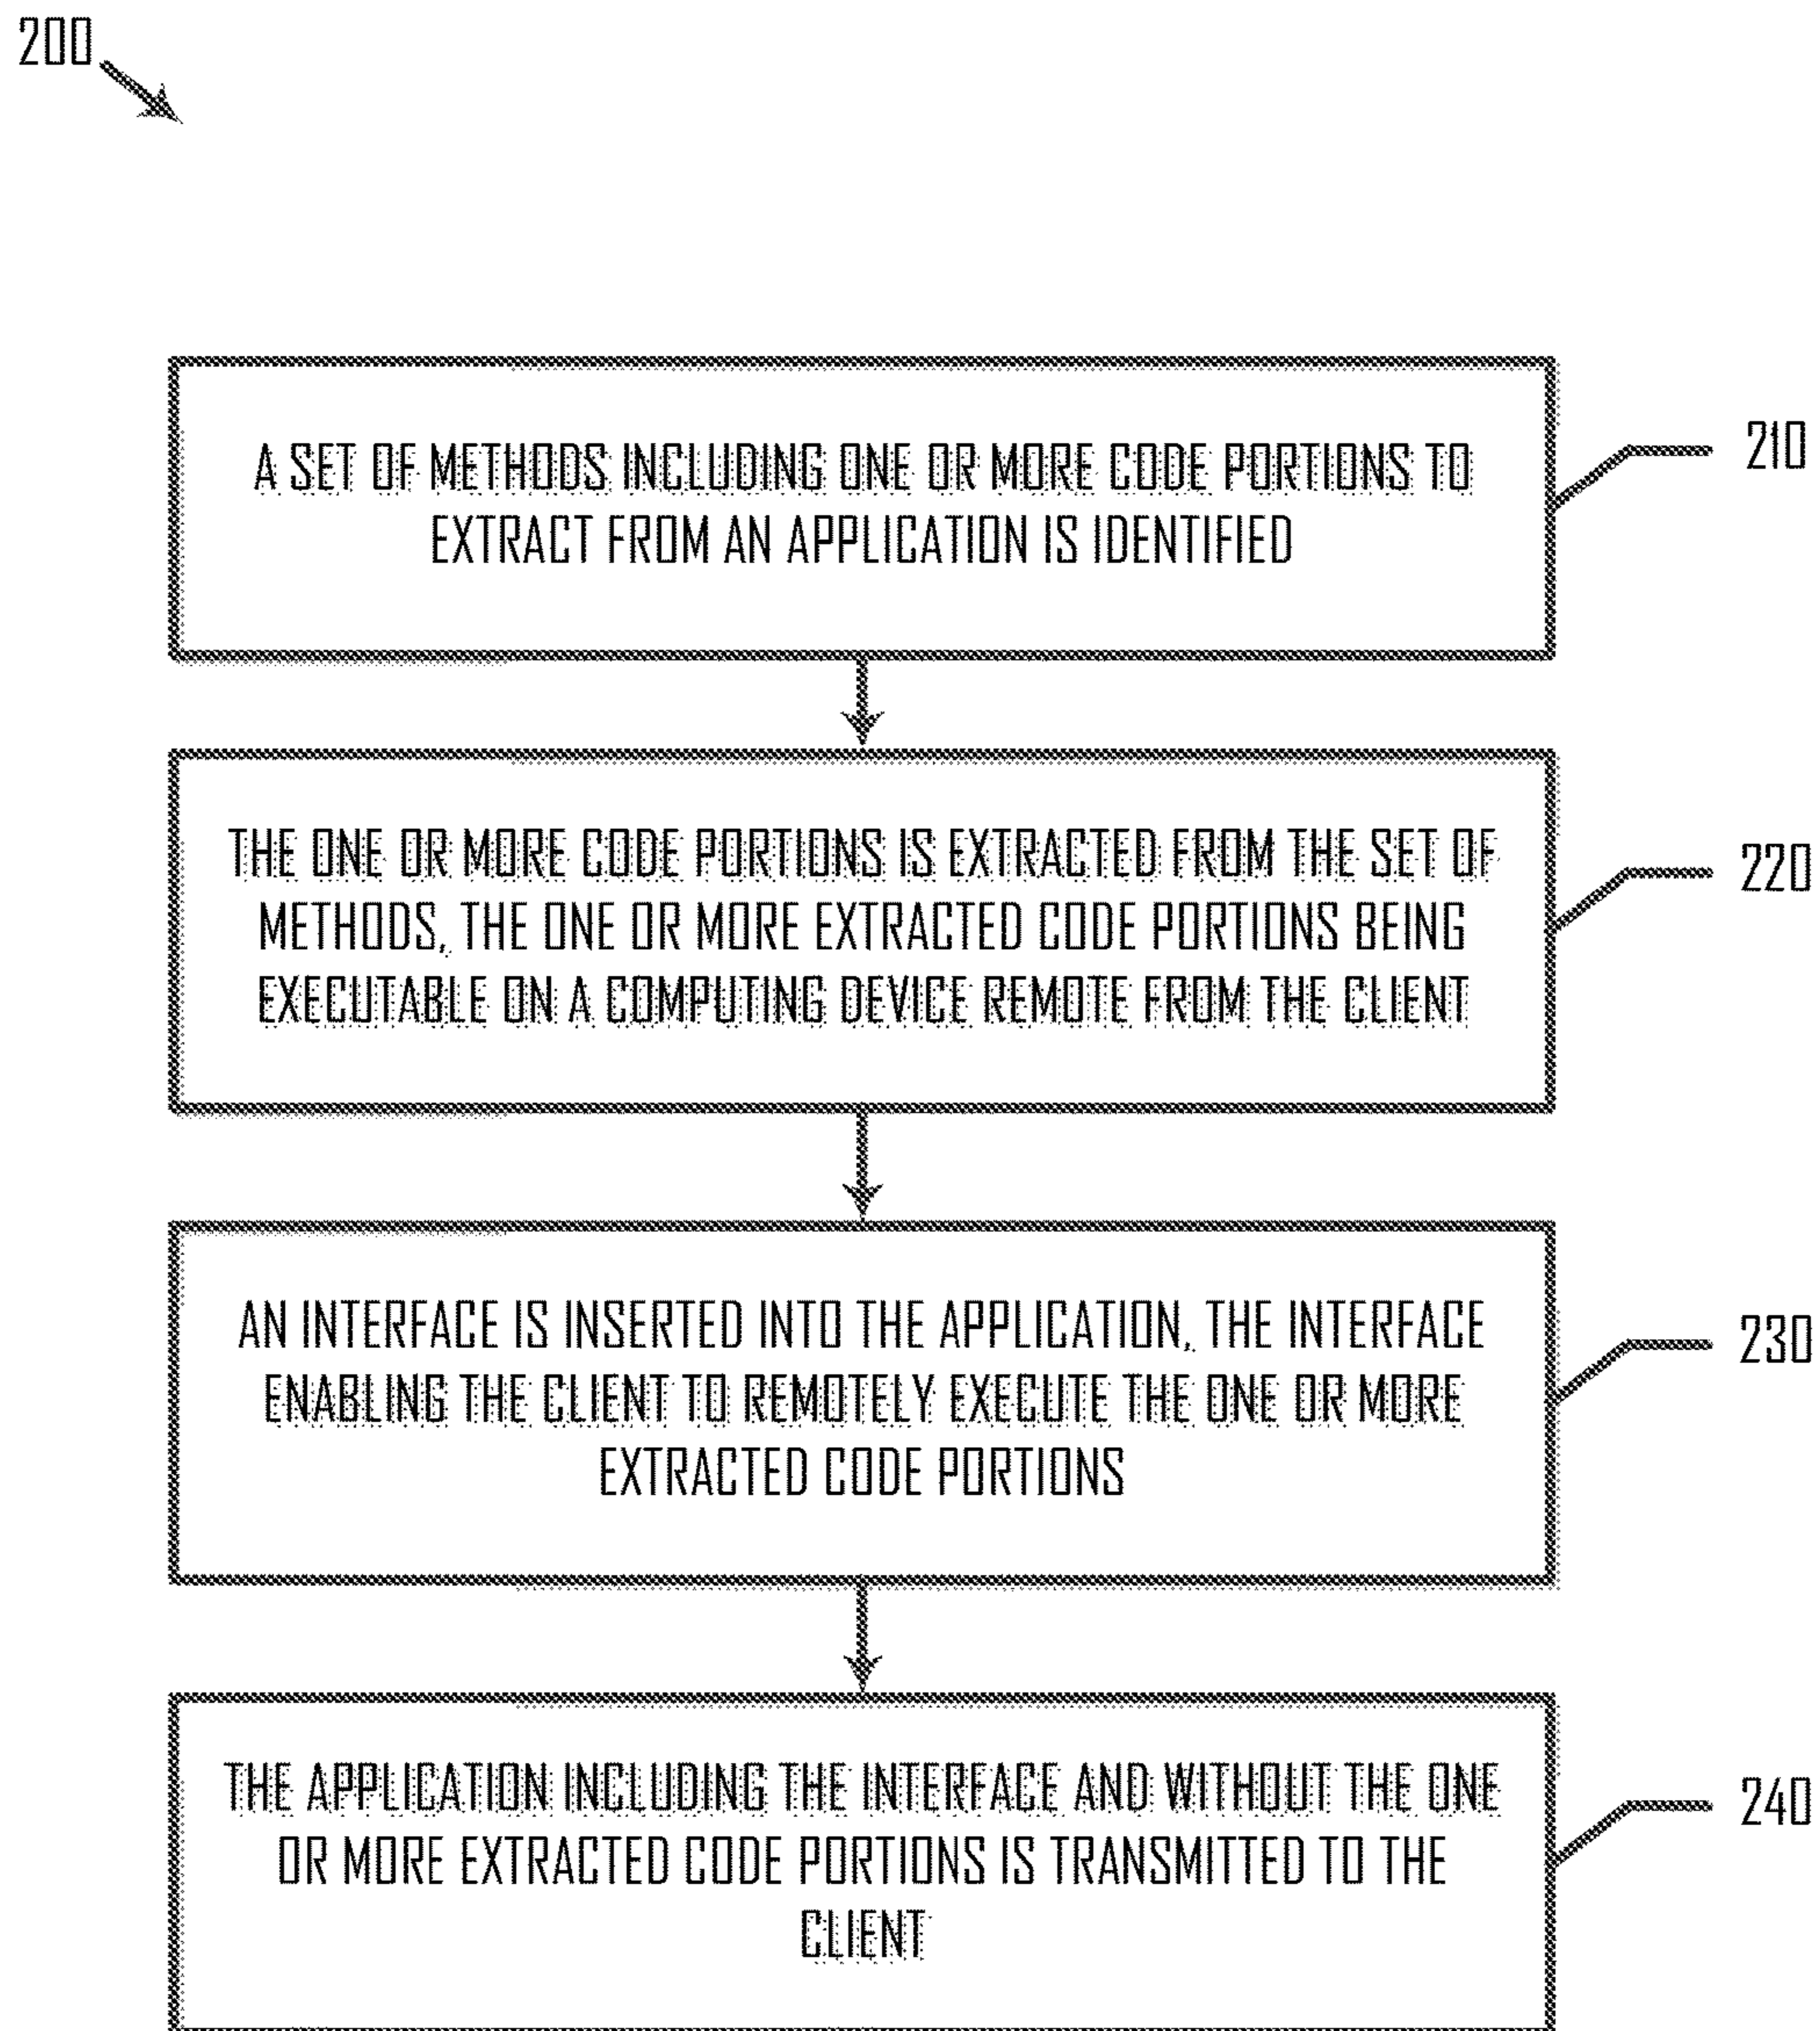 200
A SET OF METHODS INCLUDING ONE OR MORE CODE PORTIONS TO
EXTRACT FROM AN APPLICATION IS IDENTIFIED
210
THE ONE OR MORE CODE PORTIONS IS EXTRACTED FROM THE SET OF
METHODS, THE ONE OR MORE EXTRACTED CODE PORTIONS BEING
EXECUTABLE ON A COMPUTING DEVICE REMOTE FROM THE CLIENT
220
AN INTERFACE IS INSERTED INTO THE APPLICATION, THE INTERFACE
ENABLING THE CLIENT TO REMOTELY EXECUTE THE ONE OR MORE
EXTRACTED CODE PORTIONS
230
THE APPLICATION INCLUDING THE INTERFACE AND WITHOUT THE ONE
OR MORE EXTRACTED CODE PORTIONS IS TRANSMITTED TO THE
CLIENT
240